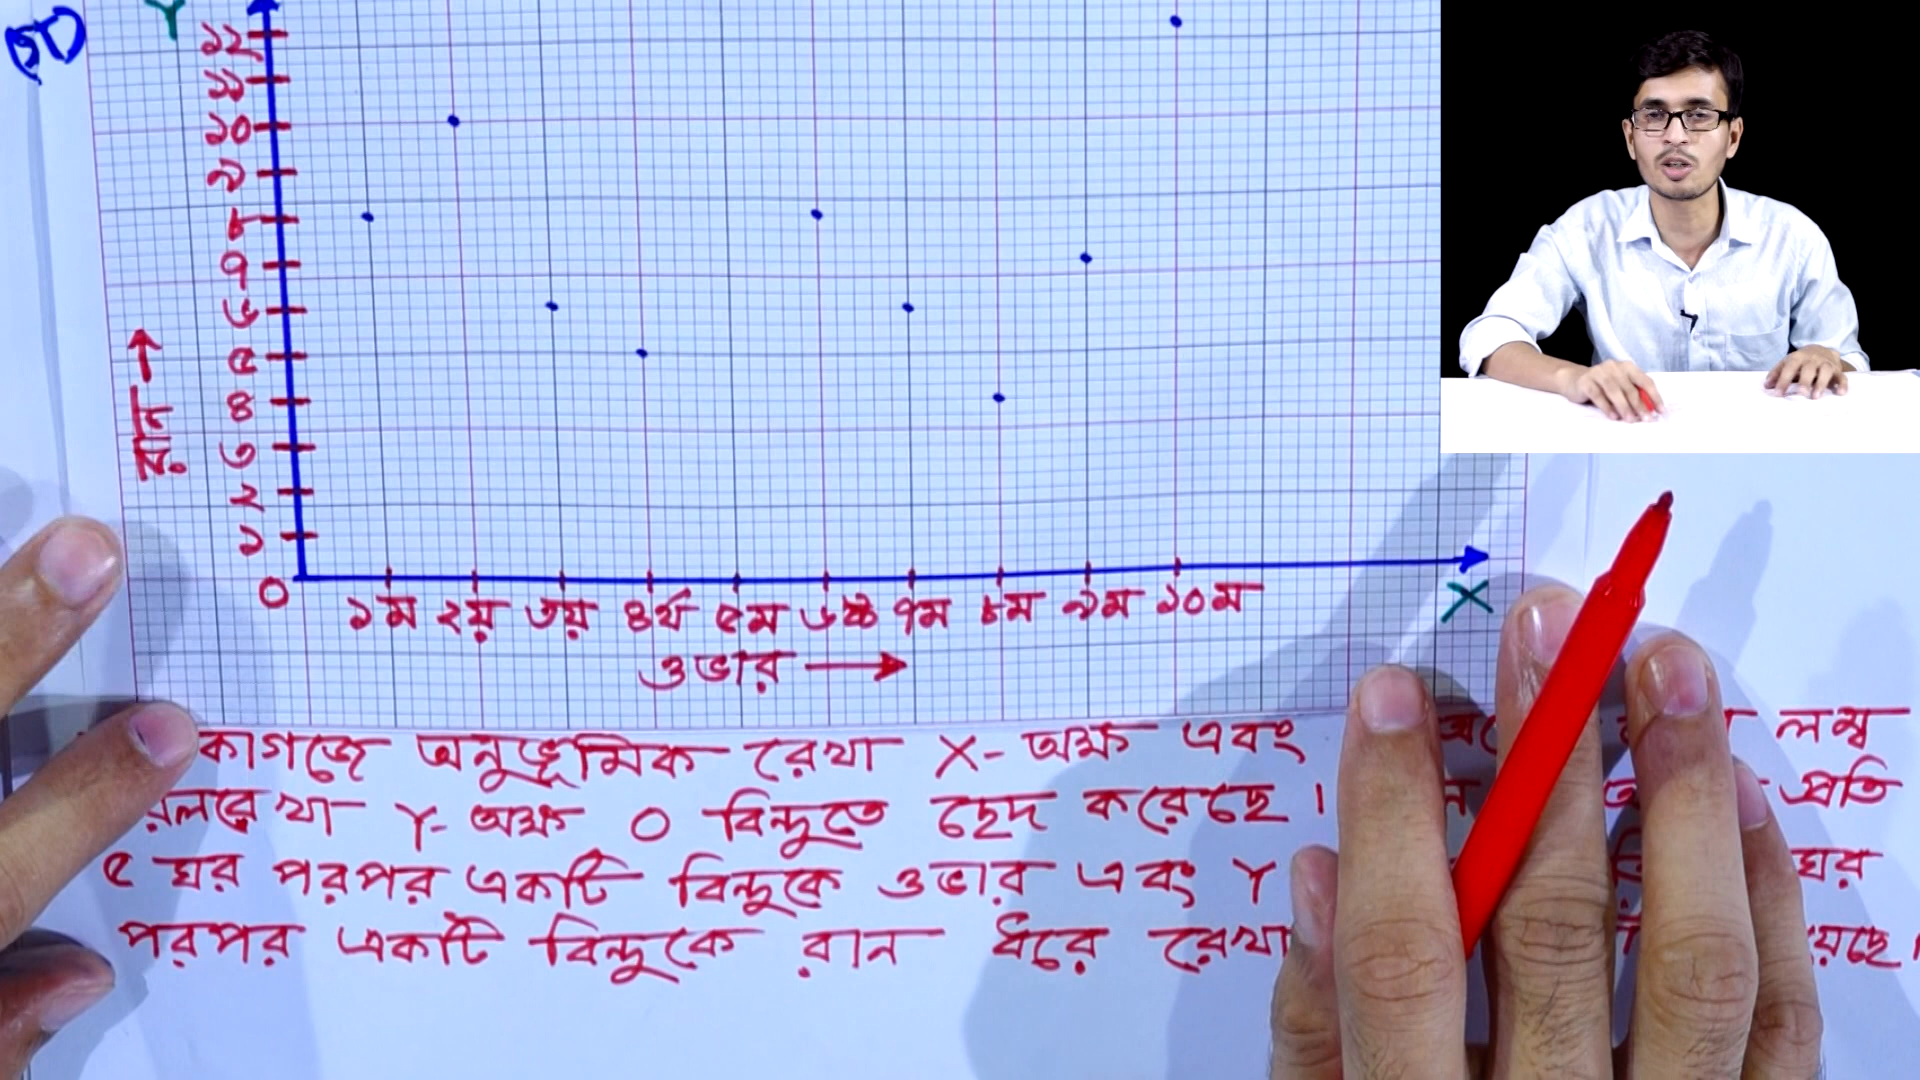 Y
১২
১১
১০
৯
৮
৭
৬
৫
৪
৩
২
১
রান →
0
১ম ২য় ৩য় ৪র্থ ৫ম ৬ষ্ঠ ৭ম ৮ম ৯ম ১০ম
X
ওভার →
কাগজে অনুভূমিক রেখা X- অক্ষ এবং লম্ব
Y- অক্ষ O বিন্দুতে ছেদ করেছে। প্রতি
৫ ঘর পরপর একটি বিন্দুকে ওভার এবং Y ঘর
পরপর একটি বিন্দুকে রান ধরে